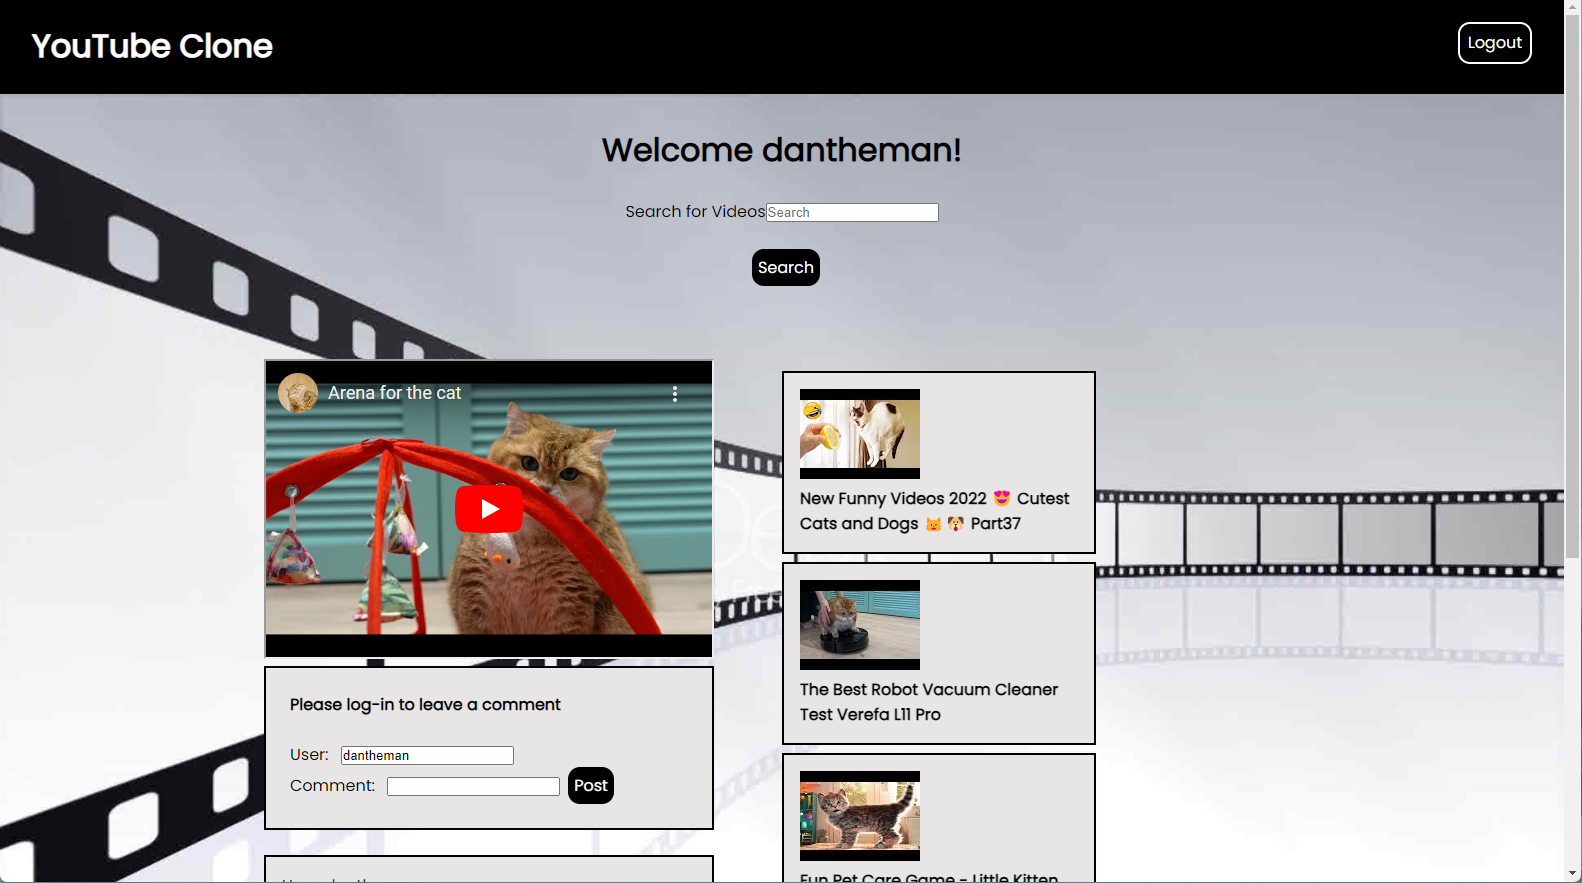 YouTube Clone
Logout
Welcome dantheman!
Search for Videos
Search
Search
Arena for the cat
New Funny Videos 2022 😍 Cutest
Cats and Dogs 😺 🐶 Part37
The Best Robot Vacuum Cleaner
Test Verefa L11 Pro
Fun Pet Care Game - Little Kitten
Please log-in to leave a comment
User:
dantheman
Comment:
Post